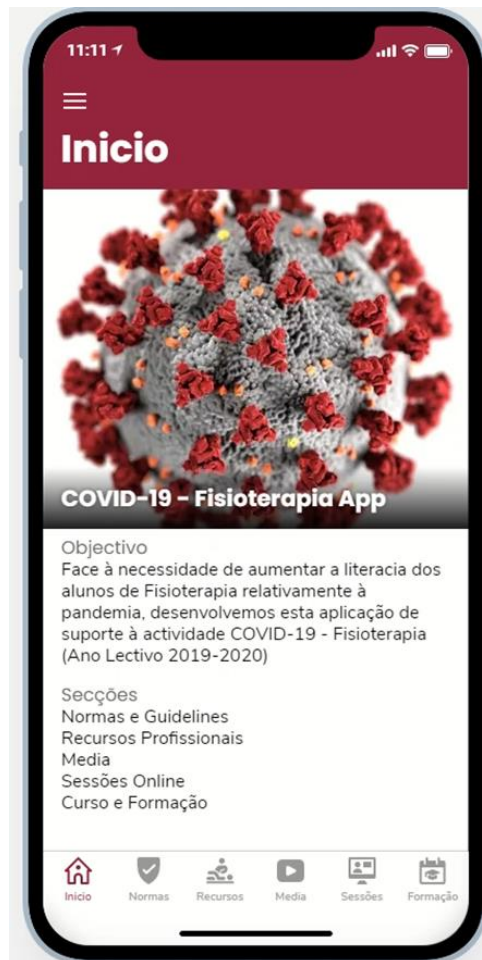 11:11
Inicio
COVID-19 - Fisioterapia App
Objectivo
Face à necessidade de aumentar a literacia dos
alunos de Fisioterapia relativamente à
pandemia, desenvolvemos esta aplicação de
suporte à actividade COVID-19 - Fisioterapia
(Ano Lectivo 2019-2020)
Secções
Normas e Guidelines
Recursos Profissionais
Media
Sessões Online
Curso e Formação
Inicio Normas Recursos Media Sessões Formação